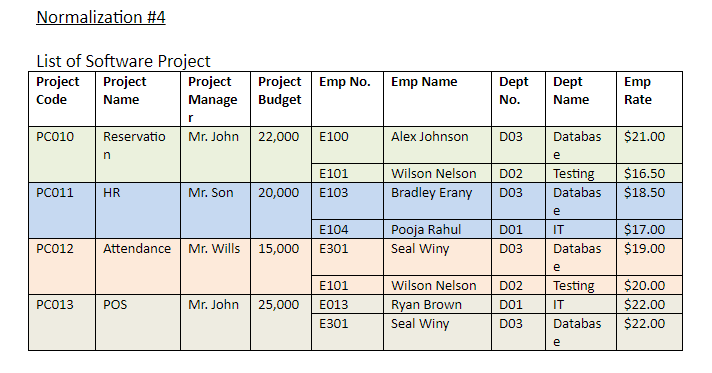 Normalization #4
List of Software Project
Project Code Project Name Project Manager Project Budget Emp No. Emp Name Dept No. Dept Name Emp Rate
PC010 Reservation Mr. John 22,000 E100 Alex Johnson D03 Database $21.00
E101 Wilson Nelson D02 Testing $16.50
PC011 HR Mr. Son 20,000 E103 Bradley Erany D03 Database $18.50
E104 Pooja Rahul D01 IT $17.00
PC012 Attendance Mr. Wills 15,000 E301 Seal Winy D03 Database $19.00
E101 Wilson Nelson D02 Testing $20.00
PC013 POS Mr. John 25,000 E013 Ryan Brown D01 IT $22.00
E301 Seal Winy D03 Database $22.00